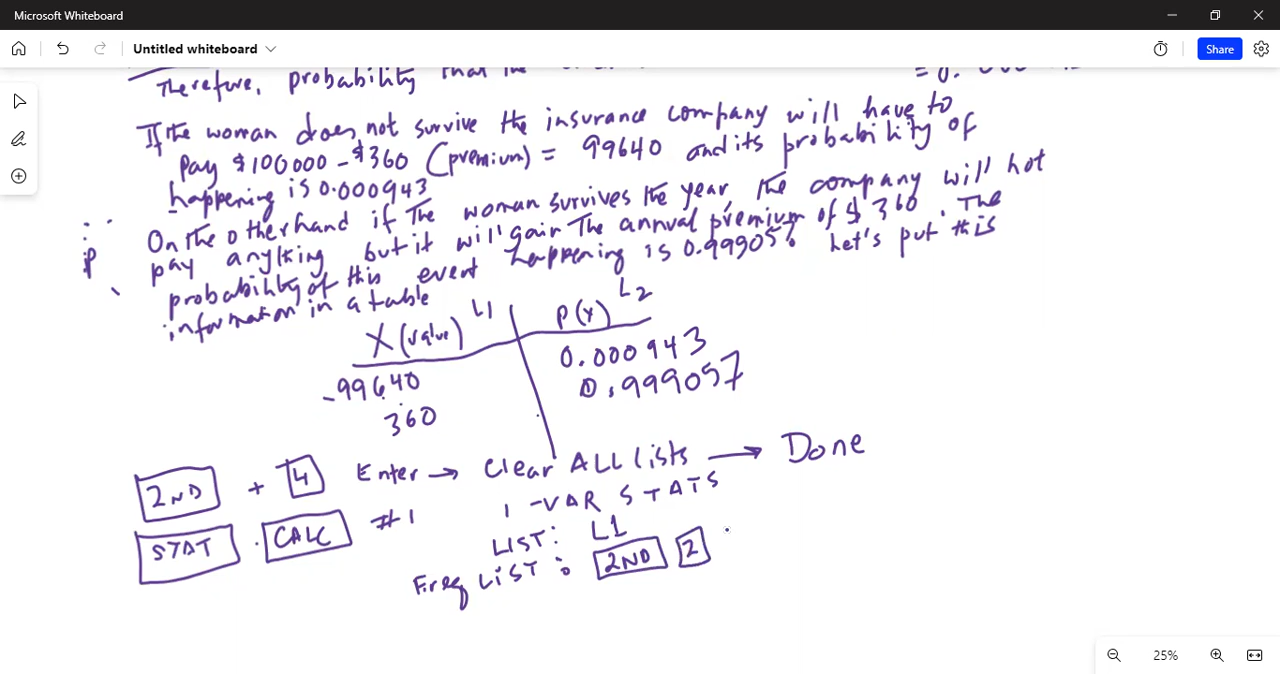 Microsoft Whiteboard
Untitled whiteboard
Share
Therefore, probability that the
= 0.
If the woman does not survive the insurance company will have to
pay $100000 - $360 (premium) = 99640 and its probability of
happening is 0.000943
On the otherhand if the woman survives the year, the company will not
pay anything but it will gain the annual premium of $360. The
probability of this event happening is 0.999057 Let's put this
information in a table
X (value) L1 P(x) L2
-99640 0.000943
360 0.999057
2ND + 4 Enter → Clear ALL lists → Done
STAT . CALC #1 1 -VAR STATS
LIST: L1
Freq LIST: 2ND 2
25%